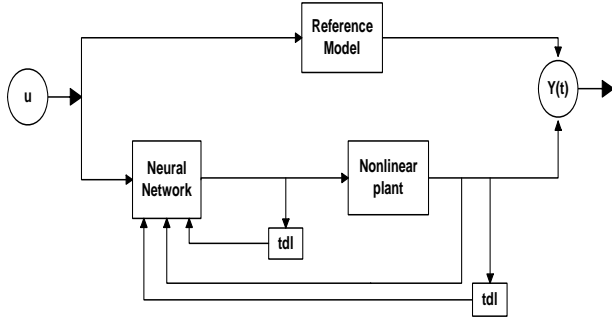 Reference
Model
u
Y(t)
Neural
Network
Nonlinear
plant
tdl
tdl